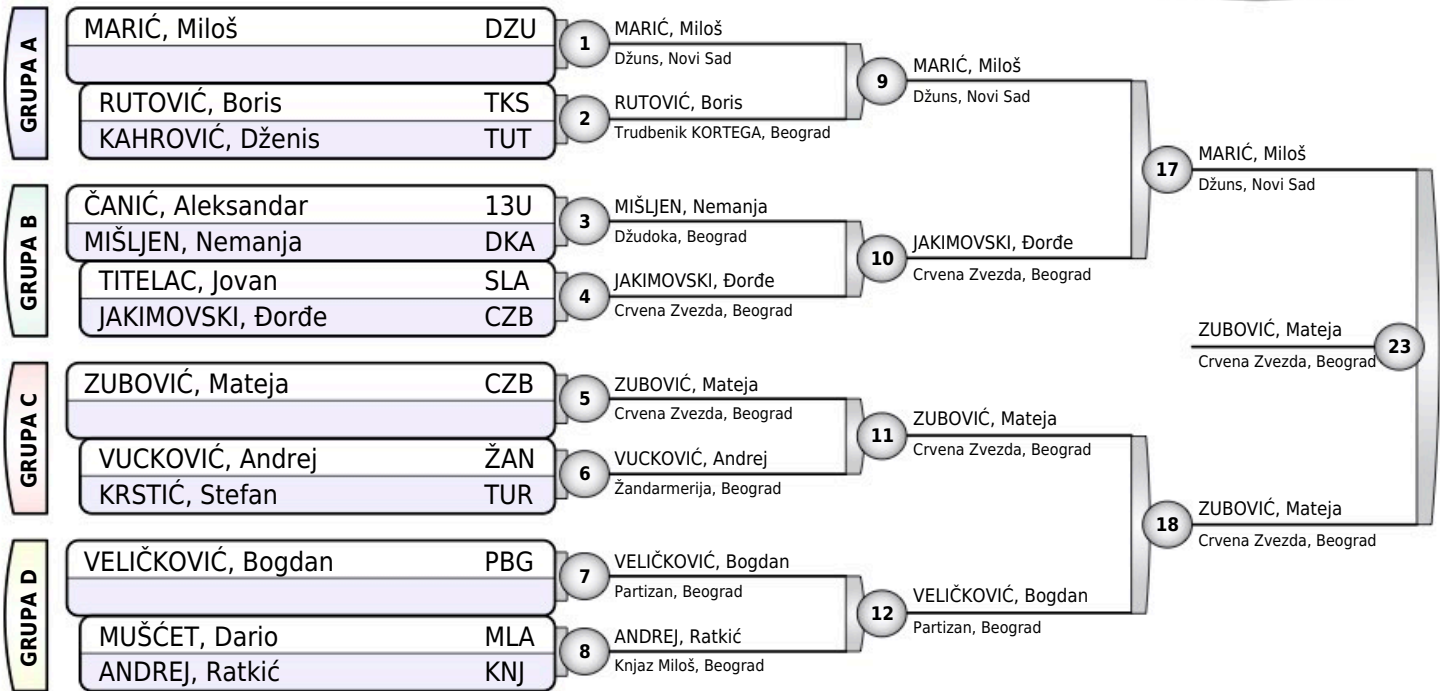 GRUPA A
MARIĆ, Miloš DZU
RUTOVIĆ, Boris TKS
KAHROVIĆ, Dženis TUT
GRUPA B
ČANIĆ, Aleksandar 13U
MIŠLJEN, Nemanja DKA
TITELAC, Jovan SLA
JAKIMOVSKI, Đorđe CZB
GRUPA C
ZUBOVIĆ, Mateja CZB
VUCKOVIĆ, Andrej ŽAN
KRSTIĆ, Stefan TUR
GRUPA D
VELIČKOVIĆ, Bogdan PBG
MUŠĆET, Dario MLA
ANDREJ, Ratkić KNJ
1
MARIĆ, Miloš
Džuns, Novi Sad
2
RUTOVIĆ, Boris
Trudbenik KORTEGA, Beograd
3
MIŠLJEN, Nemanja
Džudoka, Beograd
4
JAKIMOVSKI, Đorđe
Crvena Zvezda, Beograd
5
ZUBOVIĆ, Mateja
Crvena Zvezda, Beograd
6
VUCKOVIĆ, Andrej
Žandarmerija, Beograd
7
VELIČKOVIĆ, Bogdan
Partizan, Beograd
8
ANDREJ, Ratkić
Knjaz Miloš, Beograd
9
MARIĆ, Miloš
Džuns, Novi Sad
10
JAKIMOVSKI, Đorđe
Crvena Zvezda, Beograd
11
ZUBOVIĆ, Mateja
Crvena Zvezda, Beograd
12
VELIČKOVIĆ, Bogdan
Partizan, Beograd
17
MARIĆ, Miloš
Džuns, Novi Sad
18
ZUBOVIĆ, Mateja
Crvena Zvezda, Beograd
ZUBOVIĆ, Mateja
Crvena Zvezda, Beograd
23